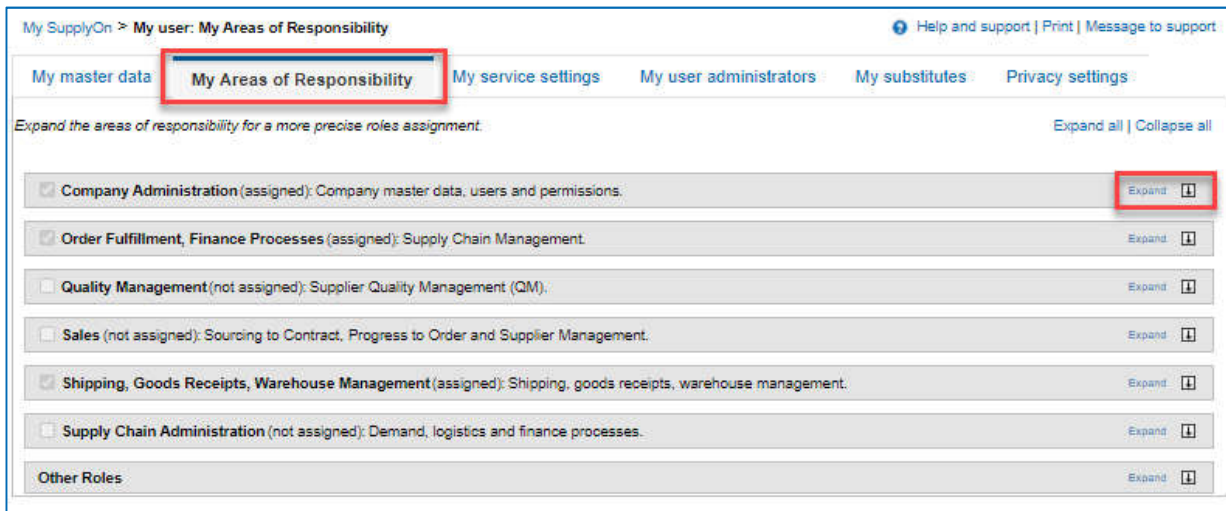 My SupplyOn > My user: My Areas of Responsibility Help and support | Print | Message to support
My master data My Areas of Responsibility My service settings My user administrators My substitutes Privacy settings
Expand the areas of responsibility for a more precise roles assignment. Expand all | Collapse all
Company Administration (assigned): Company master data, users and permissions. Expand
Order Fulfillment, Finance Processes (assigned): Supply Chain Management. Expand
Quality Management (not assigned): Supplier Quality Management (QM). Expand
Sales (not assigned): Sourcing to Contract, Progress to Order and Supplier Management. Expand
Shipping, Goods Receipts, Warehouse Management (assigned): Shipping, goods receipts, warehouse management. Expand
Supply Chain Administration (not assigned): Demand, logistics and finance processes. Expand
Other Roles Expand